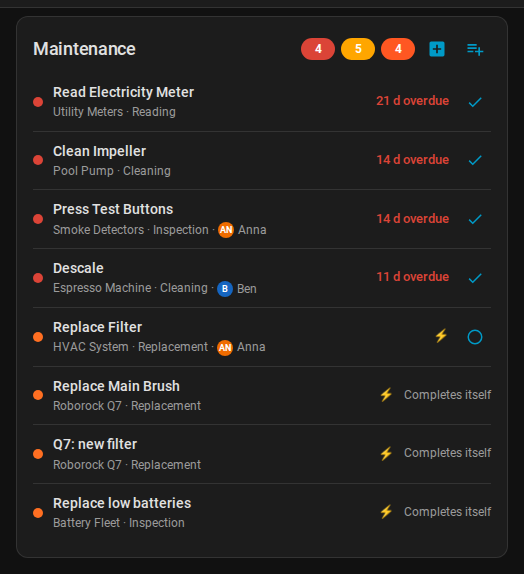 Maintenance 4 5 4
Read Electricity Meter
Utility Meters · Reading
21 d overdue
Clean Impeller
Pool Pump · Cleaning
14 d overdue
Press Test Buttons
Smoke Detectors · Inspection · AN Anna
14 d overdue
Descale
Espresso Machine · Cleaning · B Ben
11 d overdue
Replace Filter
HVAC System · Replacement · AN Anna
Replace Main Brush
Roborock Q7 · Replacement
⚡ Completes itself
Q7: new filter
Roborock Q7 · Replacement
⚡ Completes itself
Replace low batteries
Battery Fleet · Inspection
⚡ Completes itself